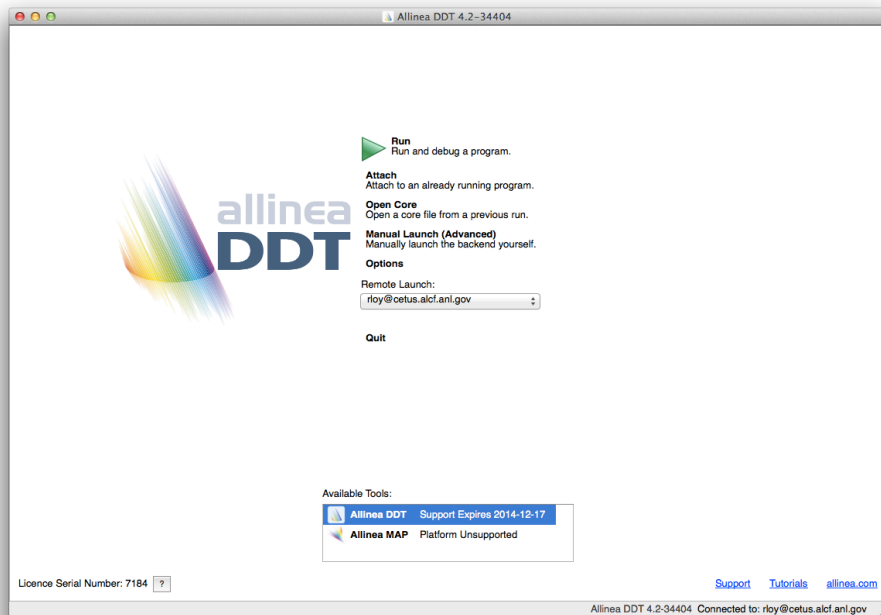 Allinea DDT 4.2-34404
allinea
DDT
Run
Run and debug a program.
Attach
Attach to an already running program.
Open Core
Open a core file from a previous run.
Manual Launch (Advanced)
Manually launch the backend yourself.
Options
Remote Launch:
rloy@cetus.alcf.anl.gov
Quit
Available Tools:
Allinea DDT Support Expires 2014-12-17
Allinea MAP Platform Unsupported
Licence Serial Number: 7184 ? Support Tutorials allinea.com
Allinea DDT 4.2-34404 Connected to: rloy@cetus.alcf.anl.gov